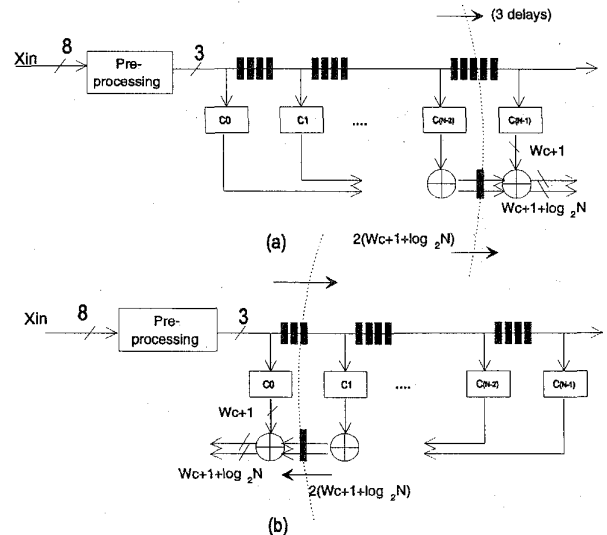 (3 delays)
Xin
8
Pre-
processing
3
C0
C1
....
C(N-2)
C(N-1)
Wc+1
Wc+1+log 2N
(a)
2(Wc+1+log 2N)
Xin
8
Pre-
processing
3
C0
C1
....
C(N-2)
C(N-1)
Wc+1
Wc+1+log 2N
2(Wc+1+log 2N)
(b)